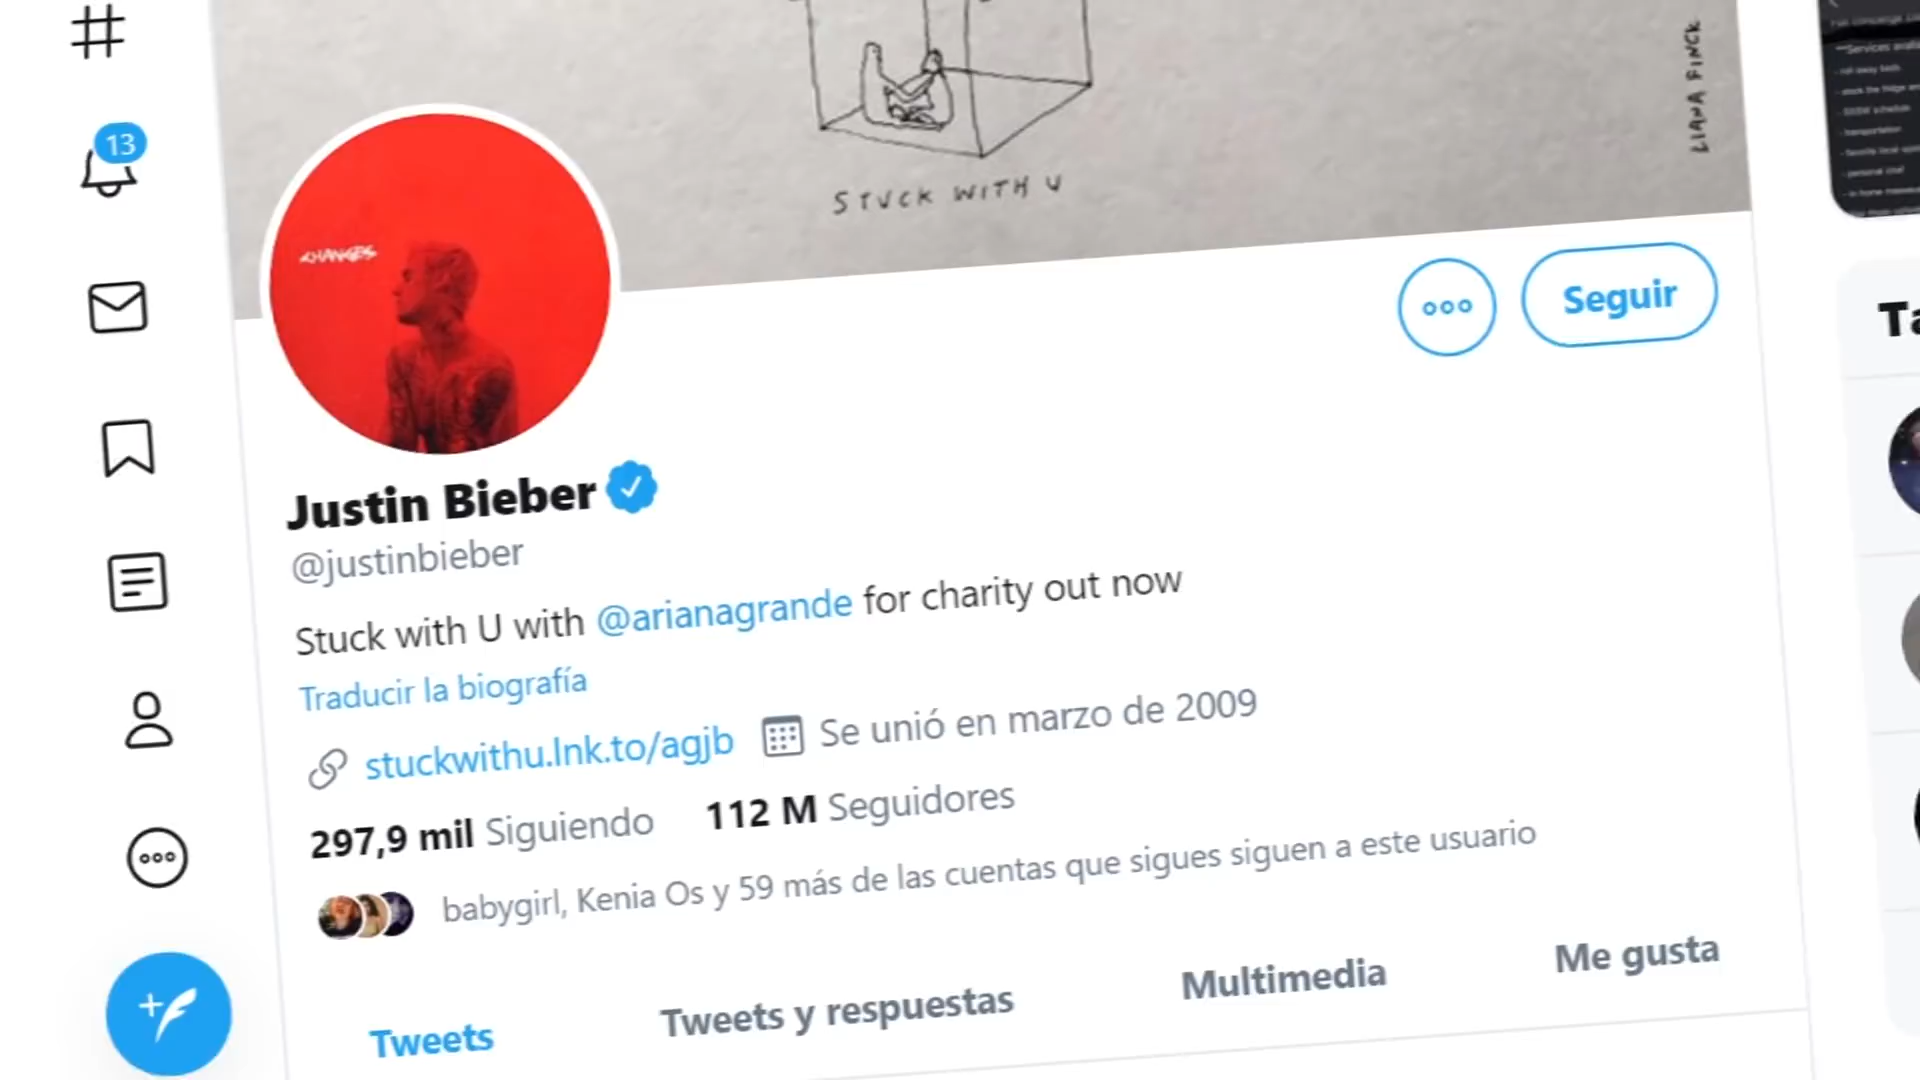 13
LIANA FINCK
STUCK WITH U
CHANGES
Seguir
Justin Bieber
@justinbieber
Stuck with U with @arianagrande for charity out now
Traducir la biografía
stuckwithu.lnk.to/agjb Se unió en marzo de 2009
297,9 mil Siguiendo 112 M Seguidores
babygirl, Kenia Os y 59 más de las cuentas que sigues siguen a este usuario
Tweets Tweets y respuestas Multimedia Me gusta